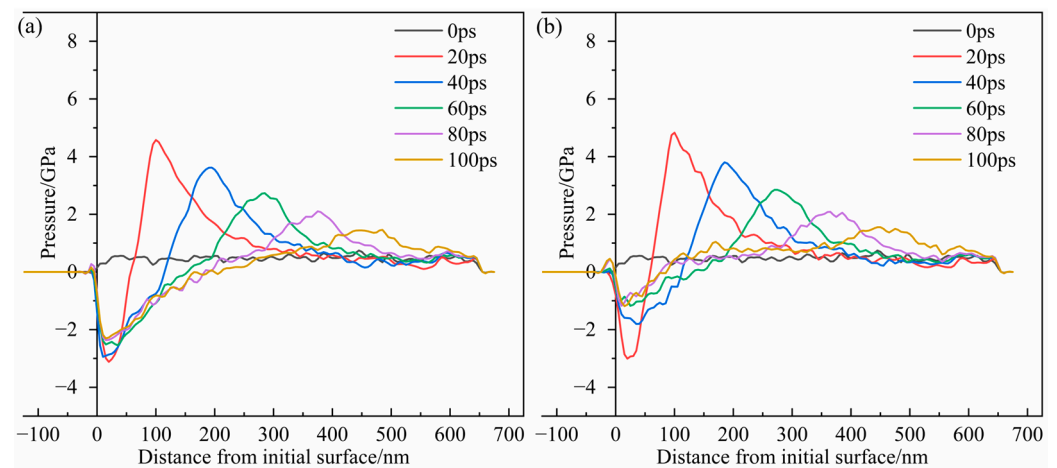 (a)
0ps
20ps
40ps
60ps
80ps
100ps
8
6
4
2
0
−2
−4
Pressure/GPa
−100 0 100 200 300 400 500 600 700
Distance from initial surface/nm
(b)
0ps
20ps
40ps
60ps
80ps
100ps
8
6
4
2
0
−2
−4
Pressure/GPa
−100 0 100 200 300 400 500 600 700
Distance from initial surface/nm